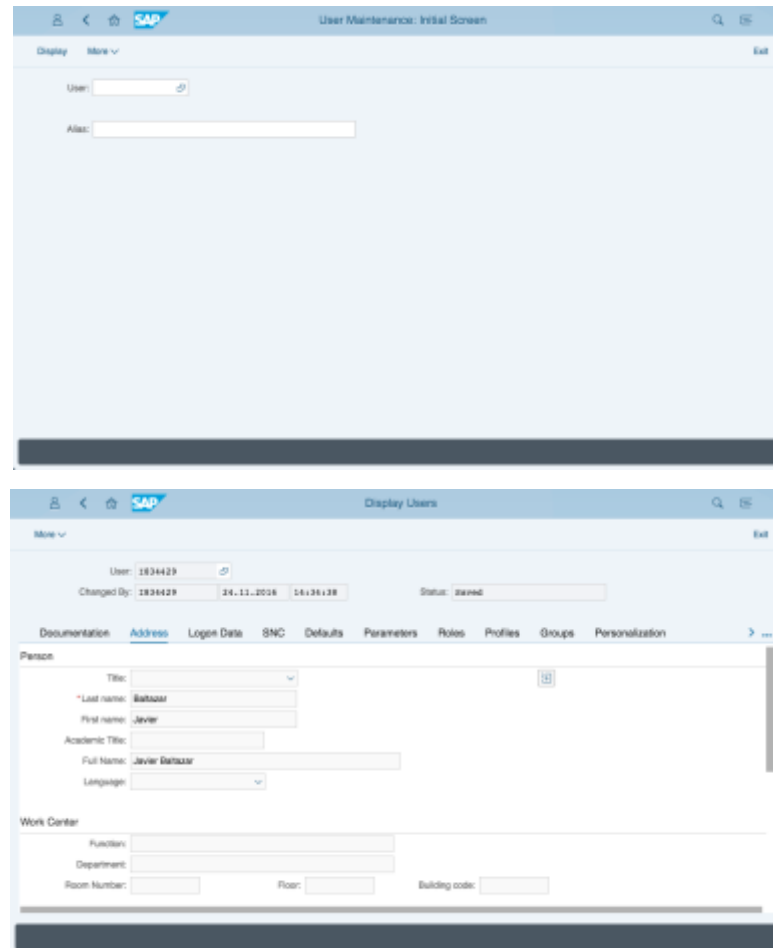 SAP User Maintenance: Initial Screen
Display More Exit
User:
Alias:
SAP Display Users
More Exit
User: I834429
Changed By: I834429 24.11.2016 14:34:38 Status: Saved
Documentation Address Logon Data SNC Defaults Parameters Roles Profiles Groups Personalization ...
Person
Title:
*Last name: Baltazar
First name: Javier
Academic Title:
Full Name: Javier Baltazar
Language:
Work Center
Function:
Department:
Room Number: Floor: Building code: